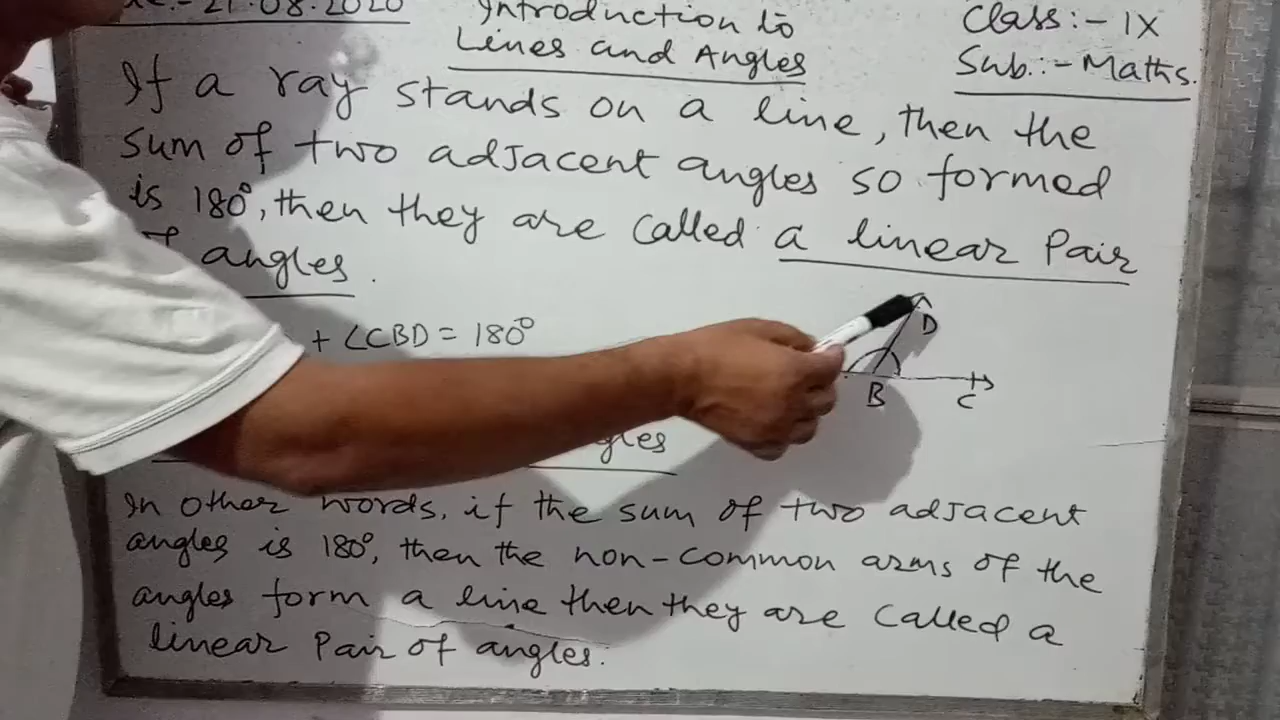 21.08.2020
Introduction to
Lines and Angles
Class:- IX
Sub.:- Maths.
If a ray stands on a line, then the
sum of two adjacent angles so formed
is 180°, then they are called a linear Pair
of angles.
+ ∠CBD = 180°
D
B
C
In other words, if the sum of two adjacent
angles is 180°, then the non-common arms of the
angles form a line then they are called a
linear Pair of angles.